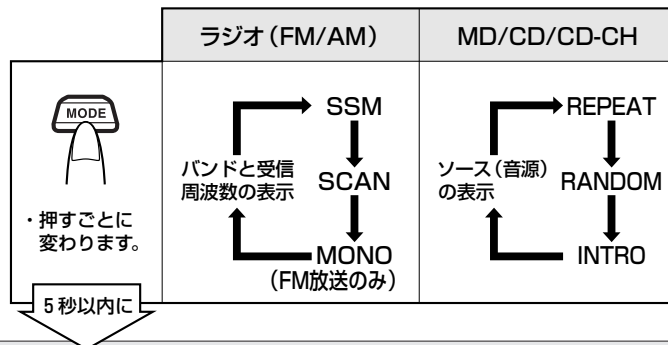 ラジオ（FM/AM）
MD/CD/CD-CH
MODE
・押すごとに
変わります。
SSM
バンドと受信
周波数の表示
SCAN
MONO
（FM放送のみ）
REPEAT
ソース（音源）
の表示
RANDOM
INTRO
5秒以内に